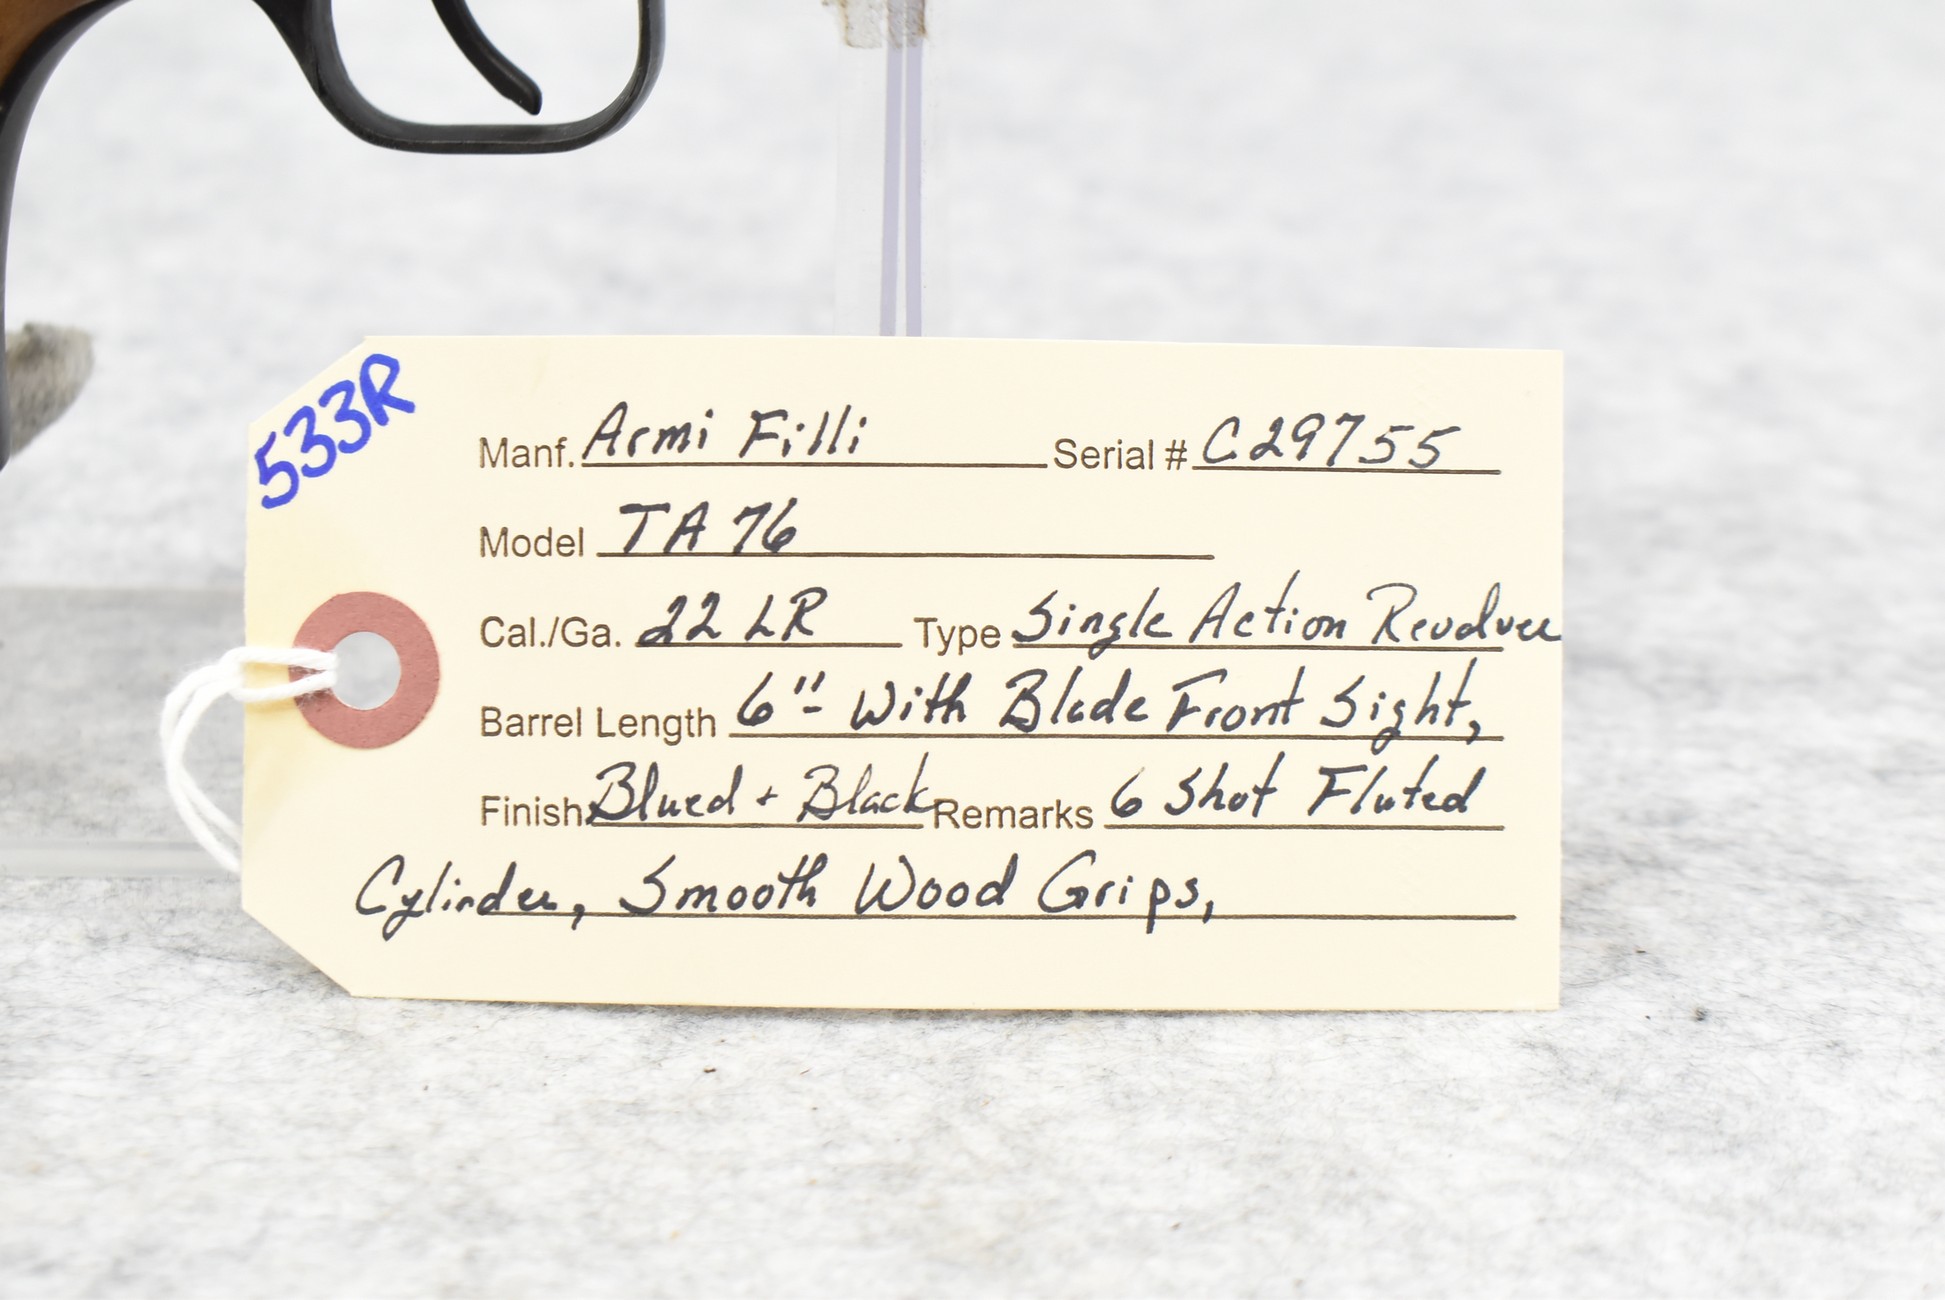 533R
Manf. Armi Filli Serial # C29755
Model TA 76
Cal./Ga. 22 LR Type Single Action Revolver
Barrel Length 6"- With Blade Front Sight,
Finish Blued + Black Remarks 6 Shot Fluted
Cylinder, Smooth Wood Grips,